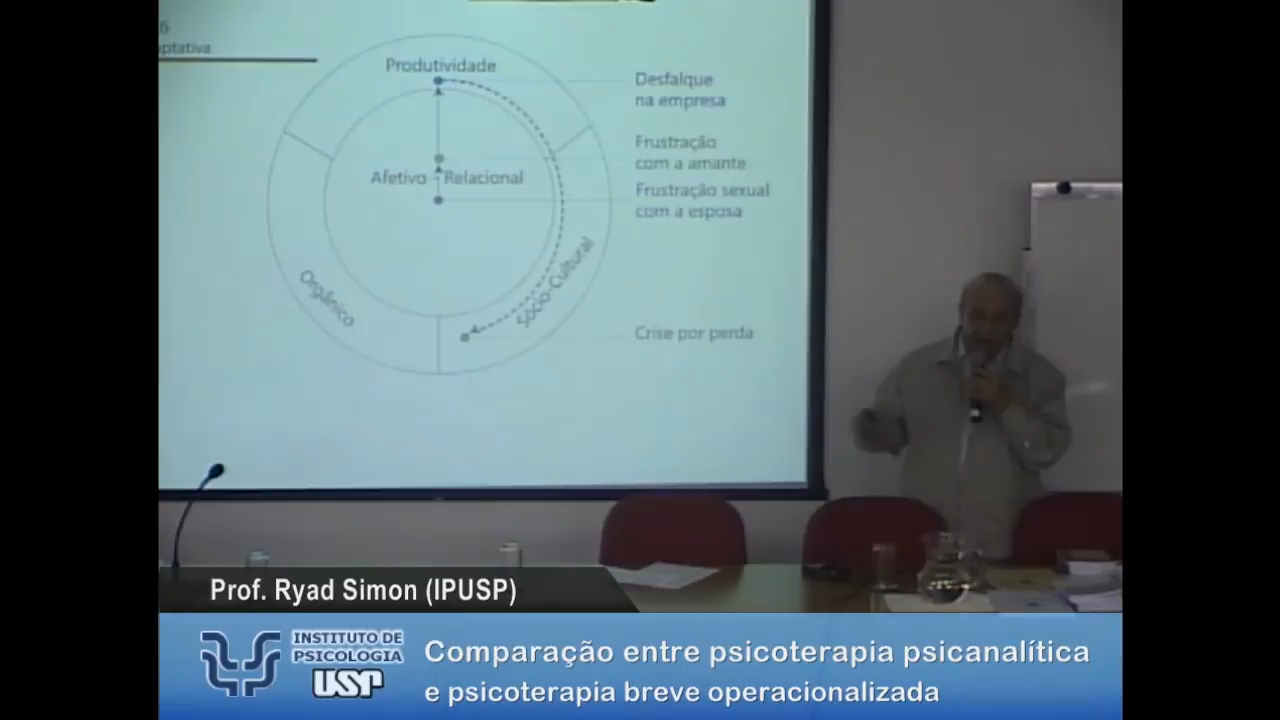 Produtividade
Desfalque
na empresa
Frustração
com a amante
Afetivo - Relacional
Frustração sexual
com a esposa
Orgânico
Sócio-Cultural
Crise por perda
Prof. Ryad Simon (IPUSP)
INSTITUTO DE
PSICOLOGIA
USP
Comparação entre psicoterapia psicanalítica
e psicoterapia breve operacionalizada